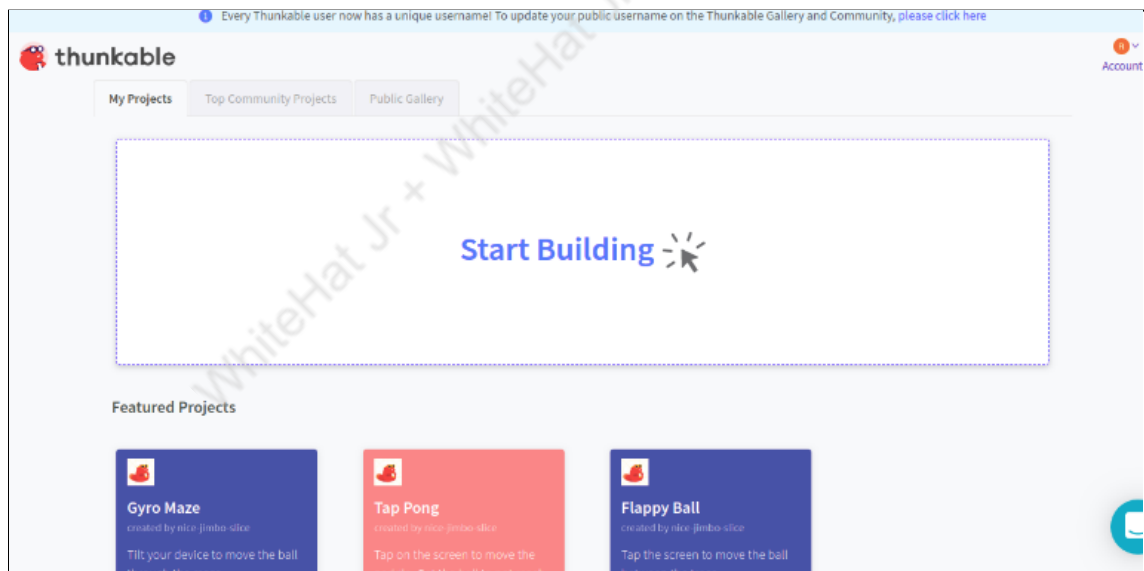 Every Thunkable user now has a unique username! To update your public username on the Thunkable Gallery and Community, please click here
thunkable
R
Account
My Projects
Top Community Projects
Public Gallery
Start Building
WhiteHat Jr + WhiteHat Jr
Featured Projects
Gyro Maze
created by nice-jimbo-slice
Tilt your device to move the ball
Tap Pong
created by nice-jimbo-slice
Tap on the screen to move the
Flappy Ball
created by nice-jimbo-slice
Tap the screen to move the ball